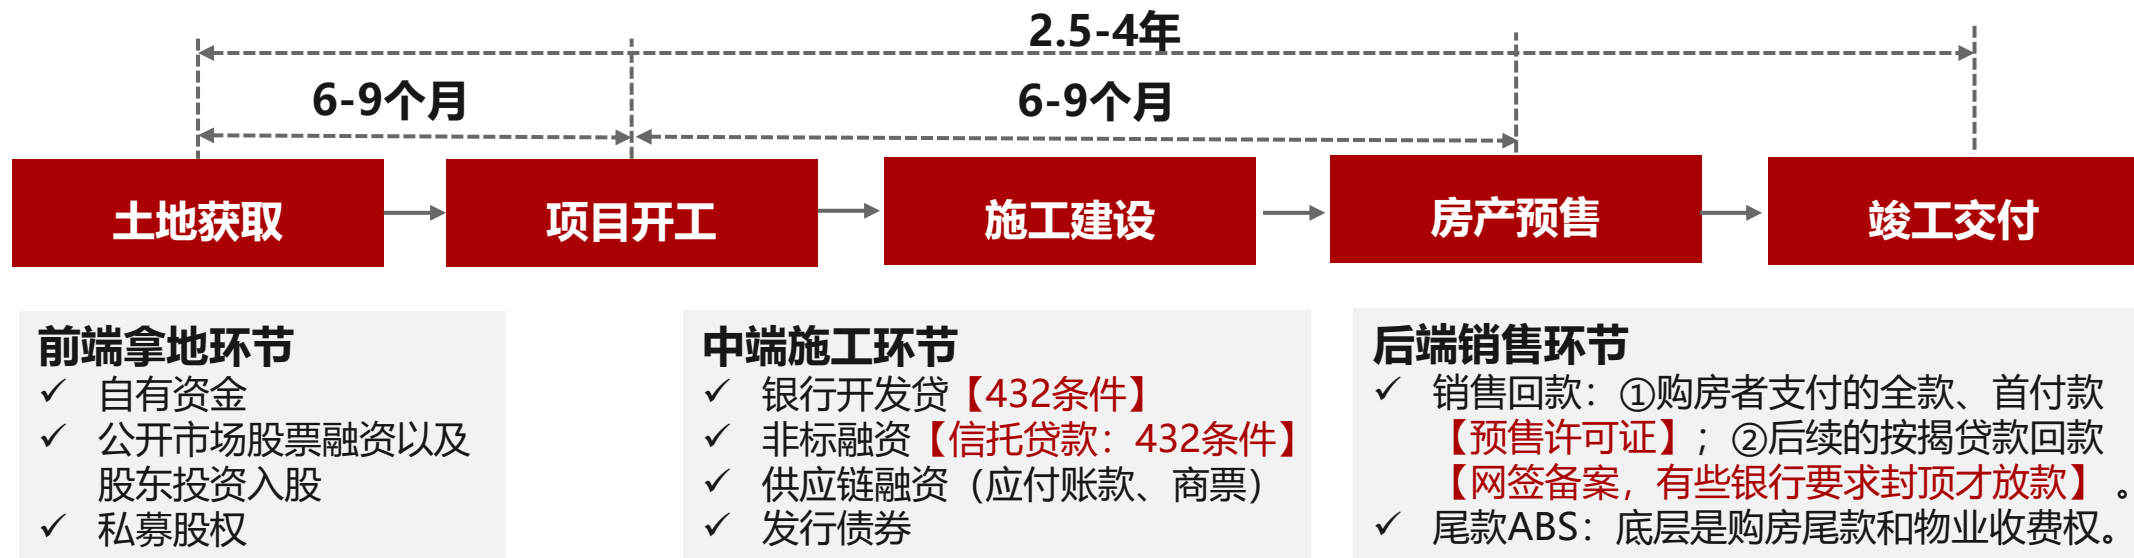 2.5-4年
6-9个月
6-9个月
土地获取
项目开工
施工建设
房产预售
竣工交付
前端拿地环节
✓ 自有资金
✓ 公开市场股票融资以及
股东投资入股
✓ 私募股权
中端施工环节
✓ 银行开发贷【432条件】
✓ 非标融资【信托贷款：432条件】
✓ 供应链融资（应付账款、商票）
✓ 发行债券
后端销售环节
✓ 销售回款：①购房者支付的全款、首付款
【预售许可证】；②后续的按揭贷款回款
【网签备案，有些银行要求封顶才放款】。
✓ 尾款ABS：底层是购房尾款和物业收费权。